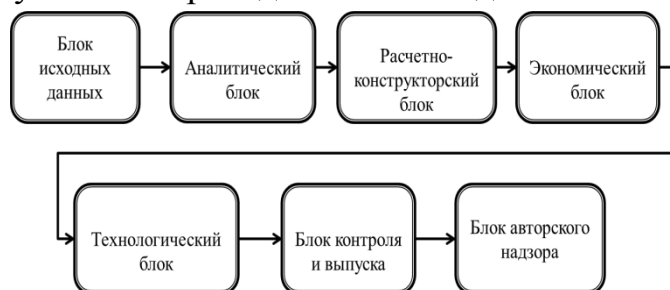 Блок
исходных
данных
Аналитический
блок
Расчетно-
конструкторский
блок
Экономический
блок
Технологический
блок
Блок контроля
и выпуска
Блок авторского
надзора